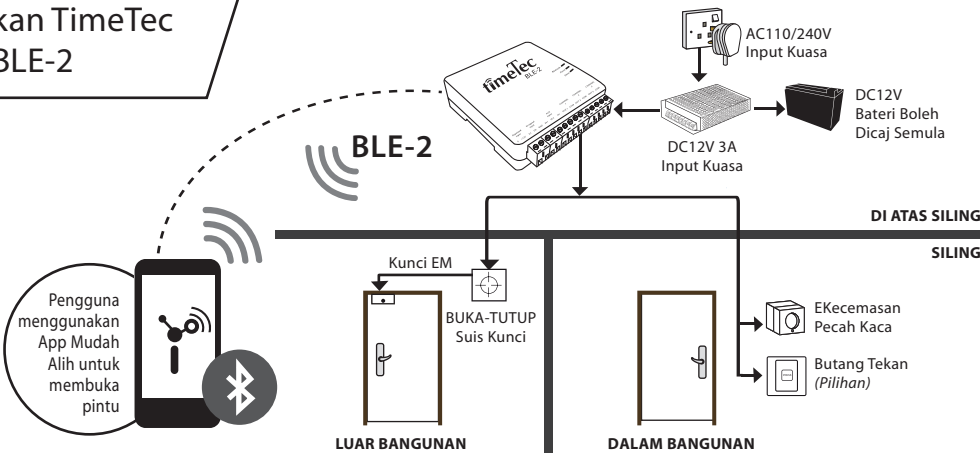 kan TimeTec
BLE-2
timeTec
BLE-2
BLE-2
AC110/240V
Input Kuasa
DC12V
Bateri Boleh
Dicaj Semula
DC12V 3A
Input Kuasa
DI ATAS SILING
SILING
Kunci EM
BUKA-TUTUP
Suis Kunci
EKecemasan
Pecah Kaca
Butang Tekan
(Pilihan)
Pengguna
menggunakan
App Mudah
Alih untuk
membuka
pintu
LUAR BANGUNAN
DALAM BANGUNAN